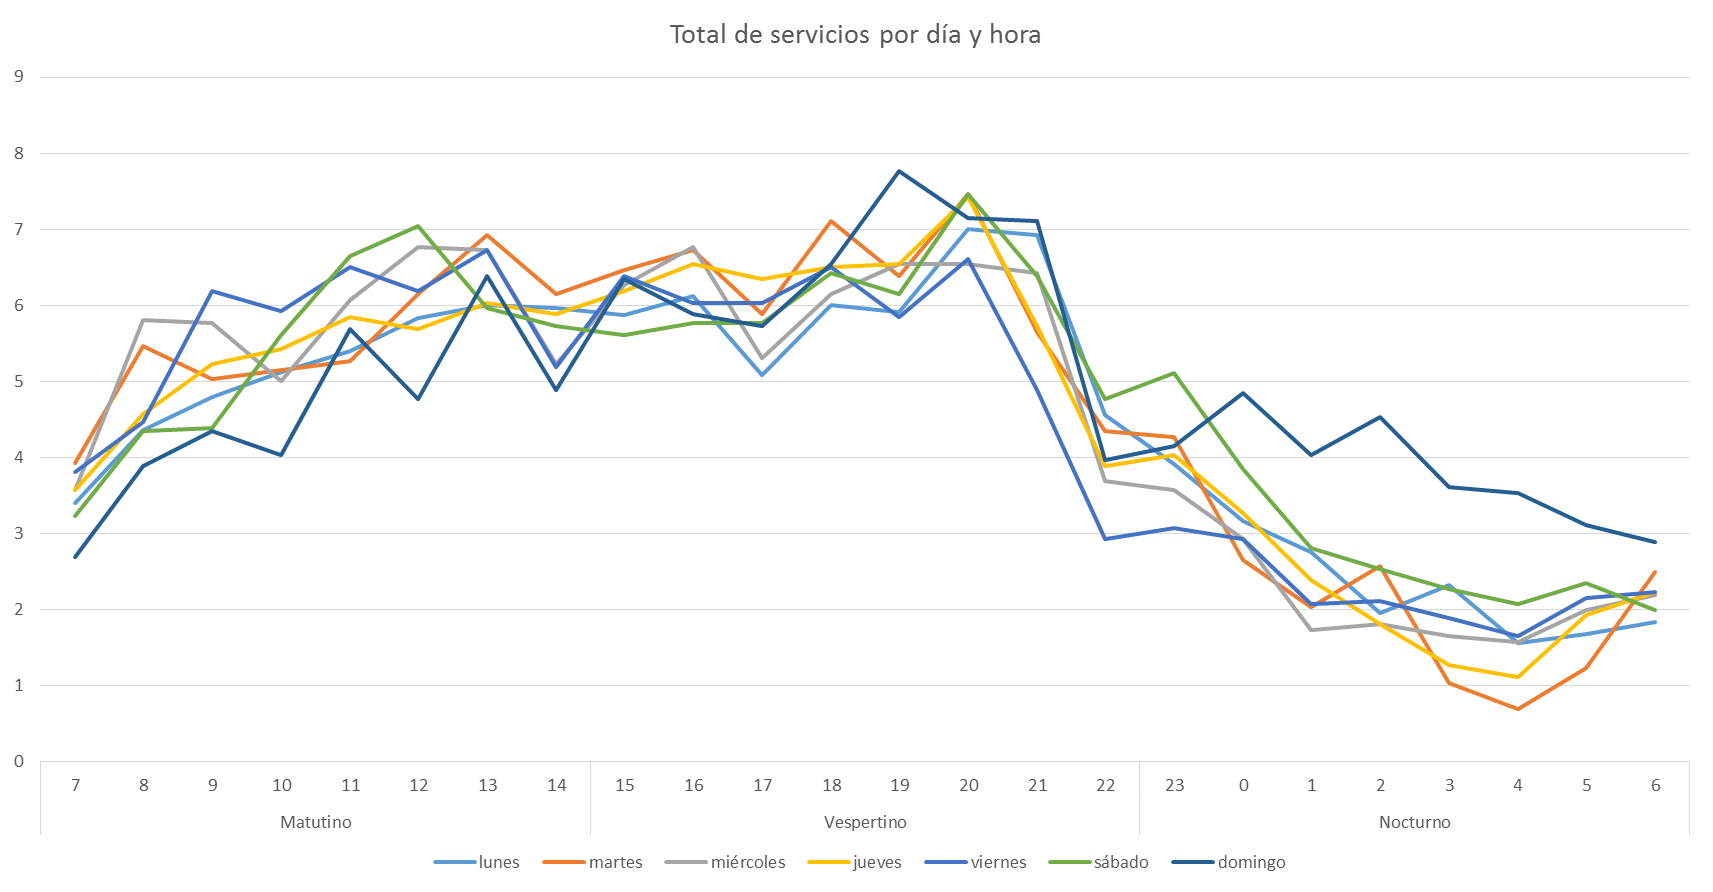 Total de servicios por día y hora
9
8
7
6
5
4
3
2
1
0
7 8 9 10 11 12 13 14 15 16 17 18 19 20 21 22 23 0 1 2 3 4 5 6
Matutino Vespertino Nocturno
lunes martes miércoles jueves viernes sábado domingo